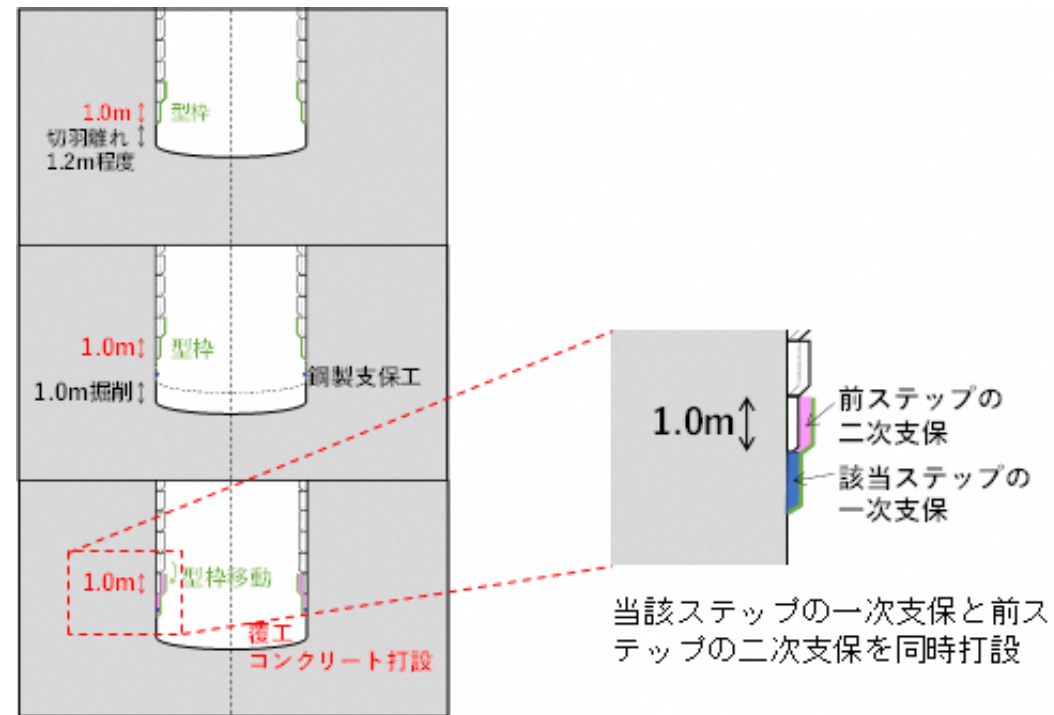 1.0m
型枠
切羽離れ
1.2m程度
1.0m
型枠
1.0m掘削
鋼製支保工
1.0m
型枠移動
覆工
コンクリート打設
1.0m
前ステップの
二次支保
該当ステップの
一次支保
当該ステップの一次支保と前ス
テップの二次支保を同時打設